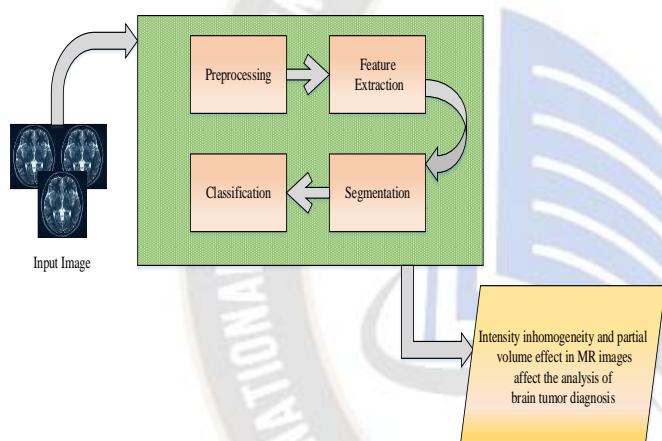 Preprocessing
Feature
Extraction
Classification
Segmentation
Input Image
Intensity inhomogeneity and partial
volume effect in MR images
affect the analysis of
brain tumor diagnosis
NATIONAL